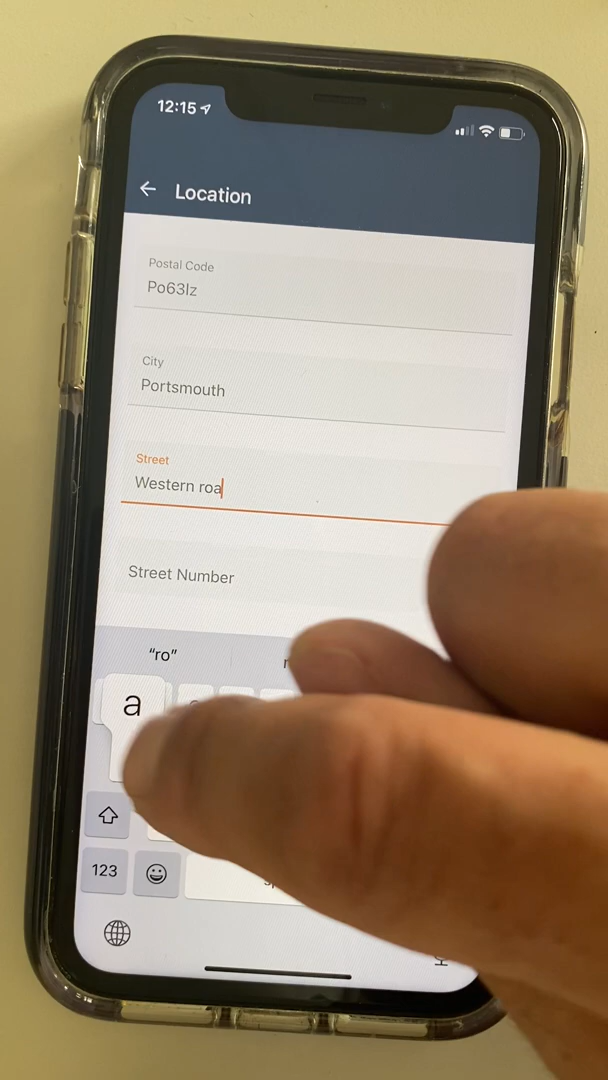 12:15
Location
Postal Code
Po63lz
City
Portsmouth
Street
Western roa
Street Number
“ro”
a
123